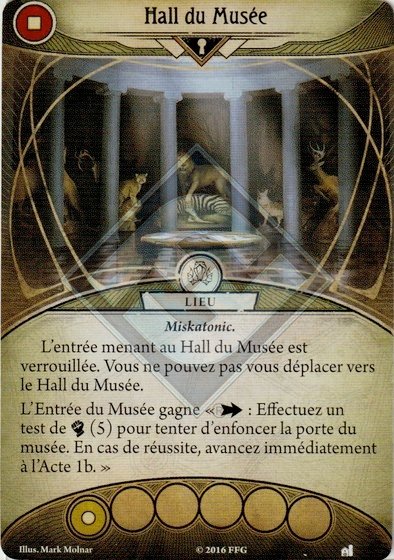 Hall du Musée
LIEU
Miskatonic.
L'entrée menant au Hall du Musée est
verrouillée. Vous ne pouvez pas vous déplacer vers
le Hall du Musée.
L'Entrée du Musée gagne « : Effectuez un
test de (5) pour tenter d'enfoncer la porte du
musée. En cas de réussite, avancez immédiatement
à l'Acte 1b. »
Illus. Mark Molnar
© 2016 FFG